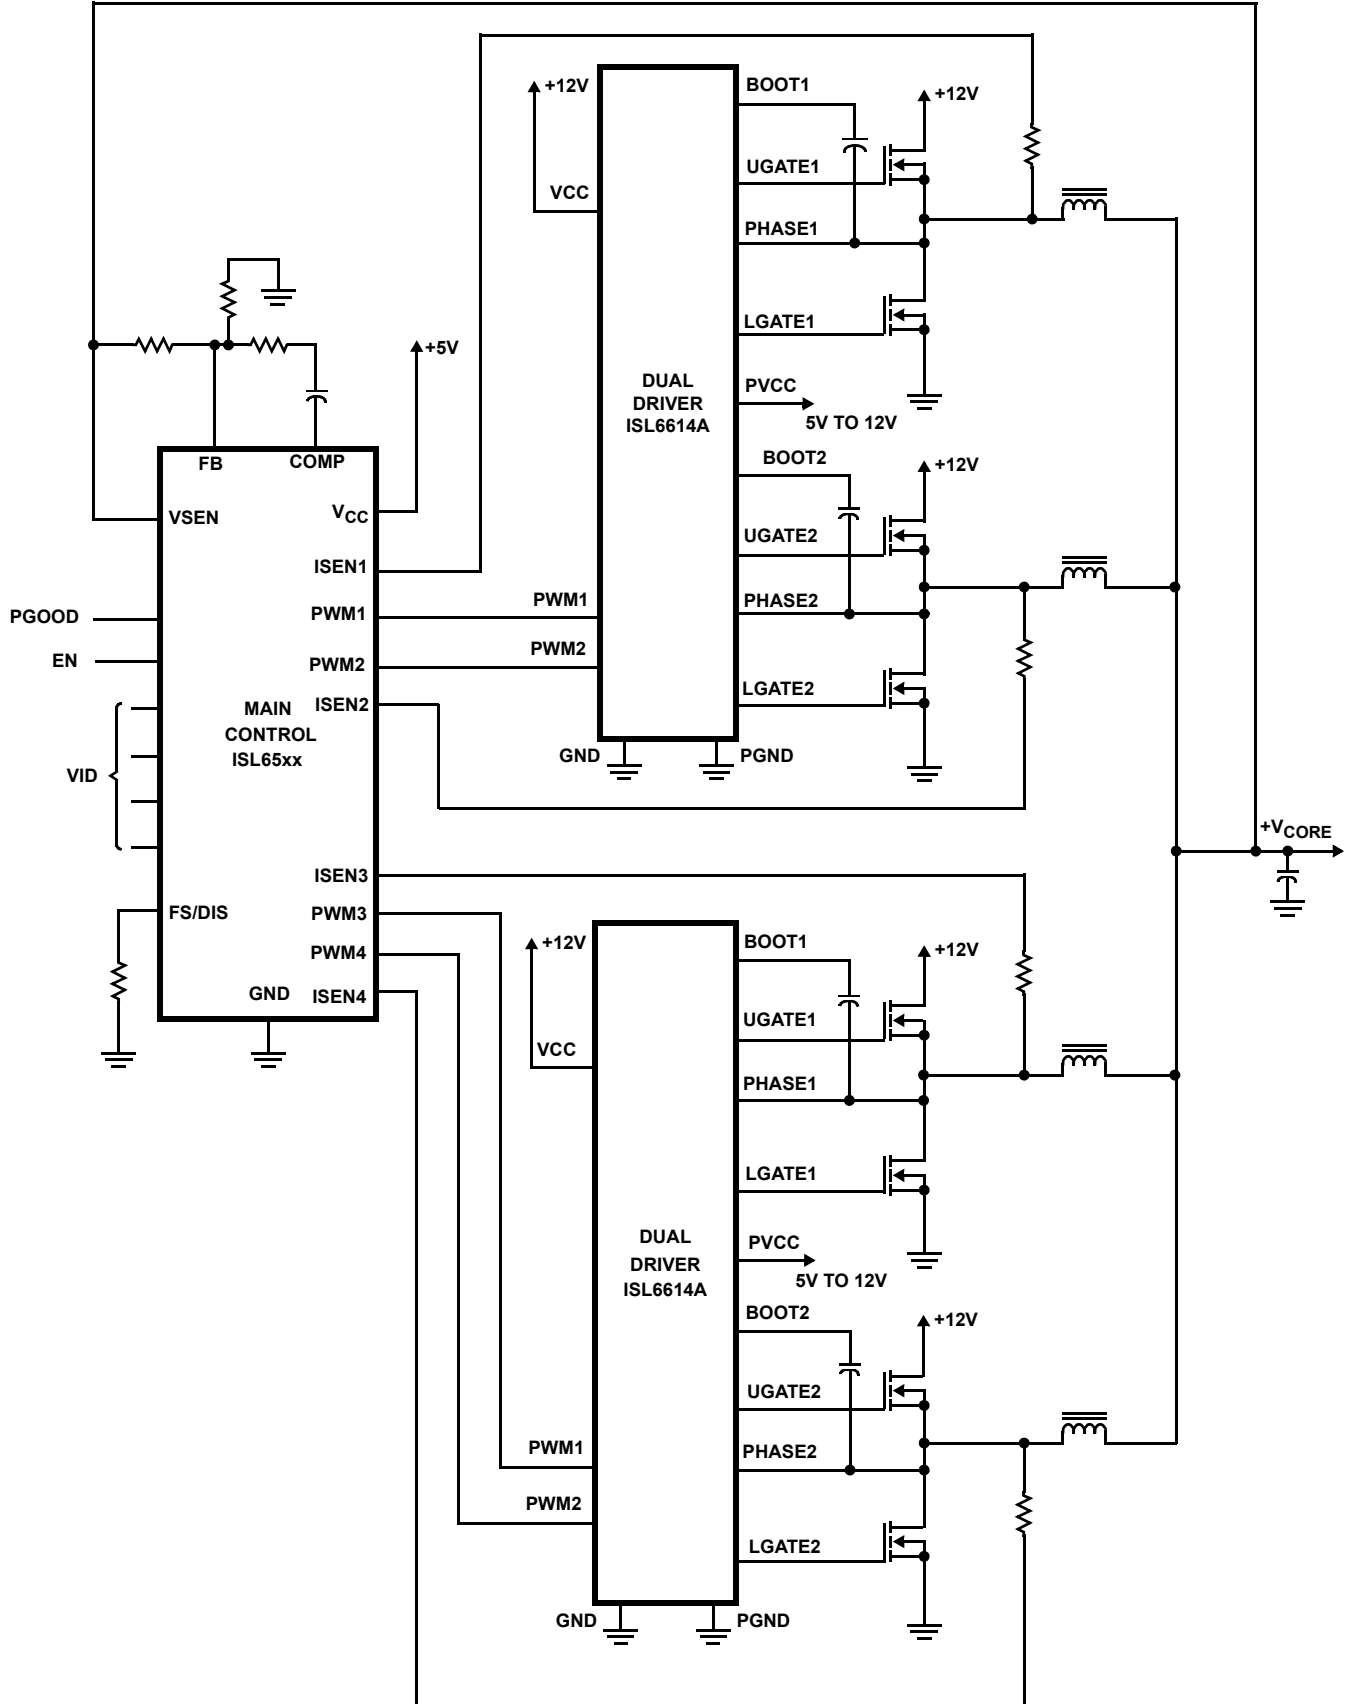 +12V
BOOT1
+12V
UGATE1
VCC
PHASE1
LGATE1
+5V
DUAL
DRIVER
ISL6614A
PVCC
5V TO 12V
BOOT2
+12V
UGATE2
PHASE2
LGATE2
GND
PGND
FB
COMP
VSEN
VCC
ISEN1
PGOOD
PWM1
PWM1
EN
PWM2
PWM2
ISEN2
MAIN
CONTROL
ISL65xx
VID
+VCORE
ISEN3
FS/DIS
PWM3
PWM4
GND
ISEN4
+12V
BOOT1
+12V
UGATE1
VCC
PHASE1
LGATE1
DUAL
DRIVER
ISL6614A
PVCC
5V TO 12V
BOOT2
+12V
UGATE2
PWM1
PHASE2
PWM2
LGATE2
GND
PGND